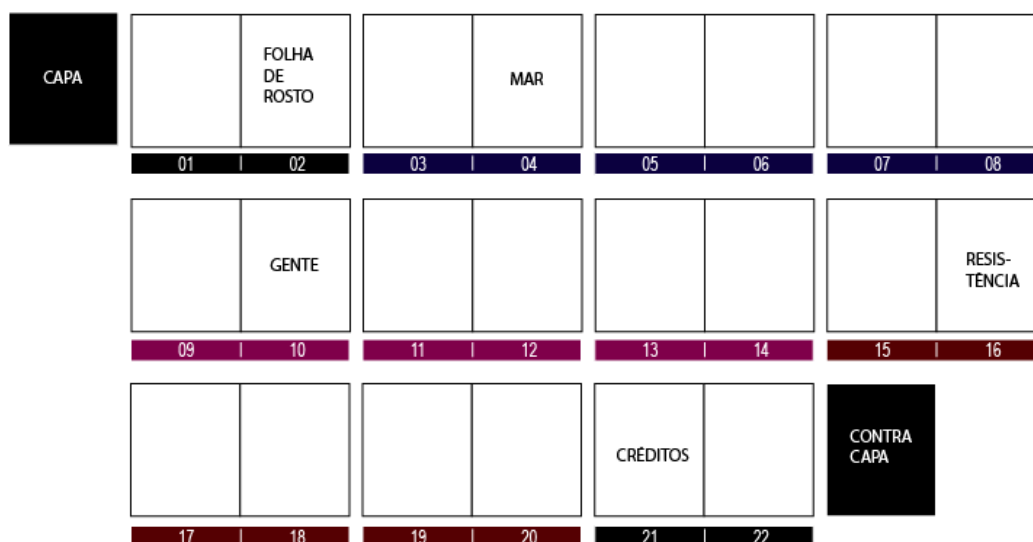 CAPA
FOLHA
DE
ROSTO
MAR
01 | 02
03 | 04
05 | 06
07 | 08
GENTE
RESIS-
TÊNCIA
09 | 10
11 | 12
13 | 14
15 | 16
CRÉDITOS
CONTRA
CAPA
17 | 18
19 | 20
21 | 22